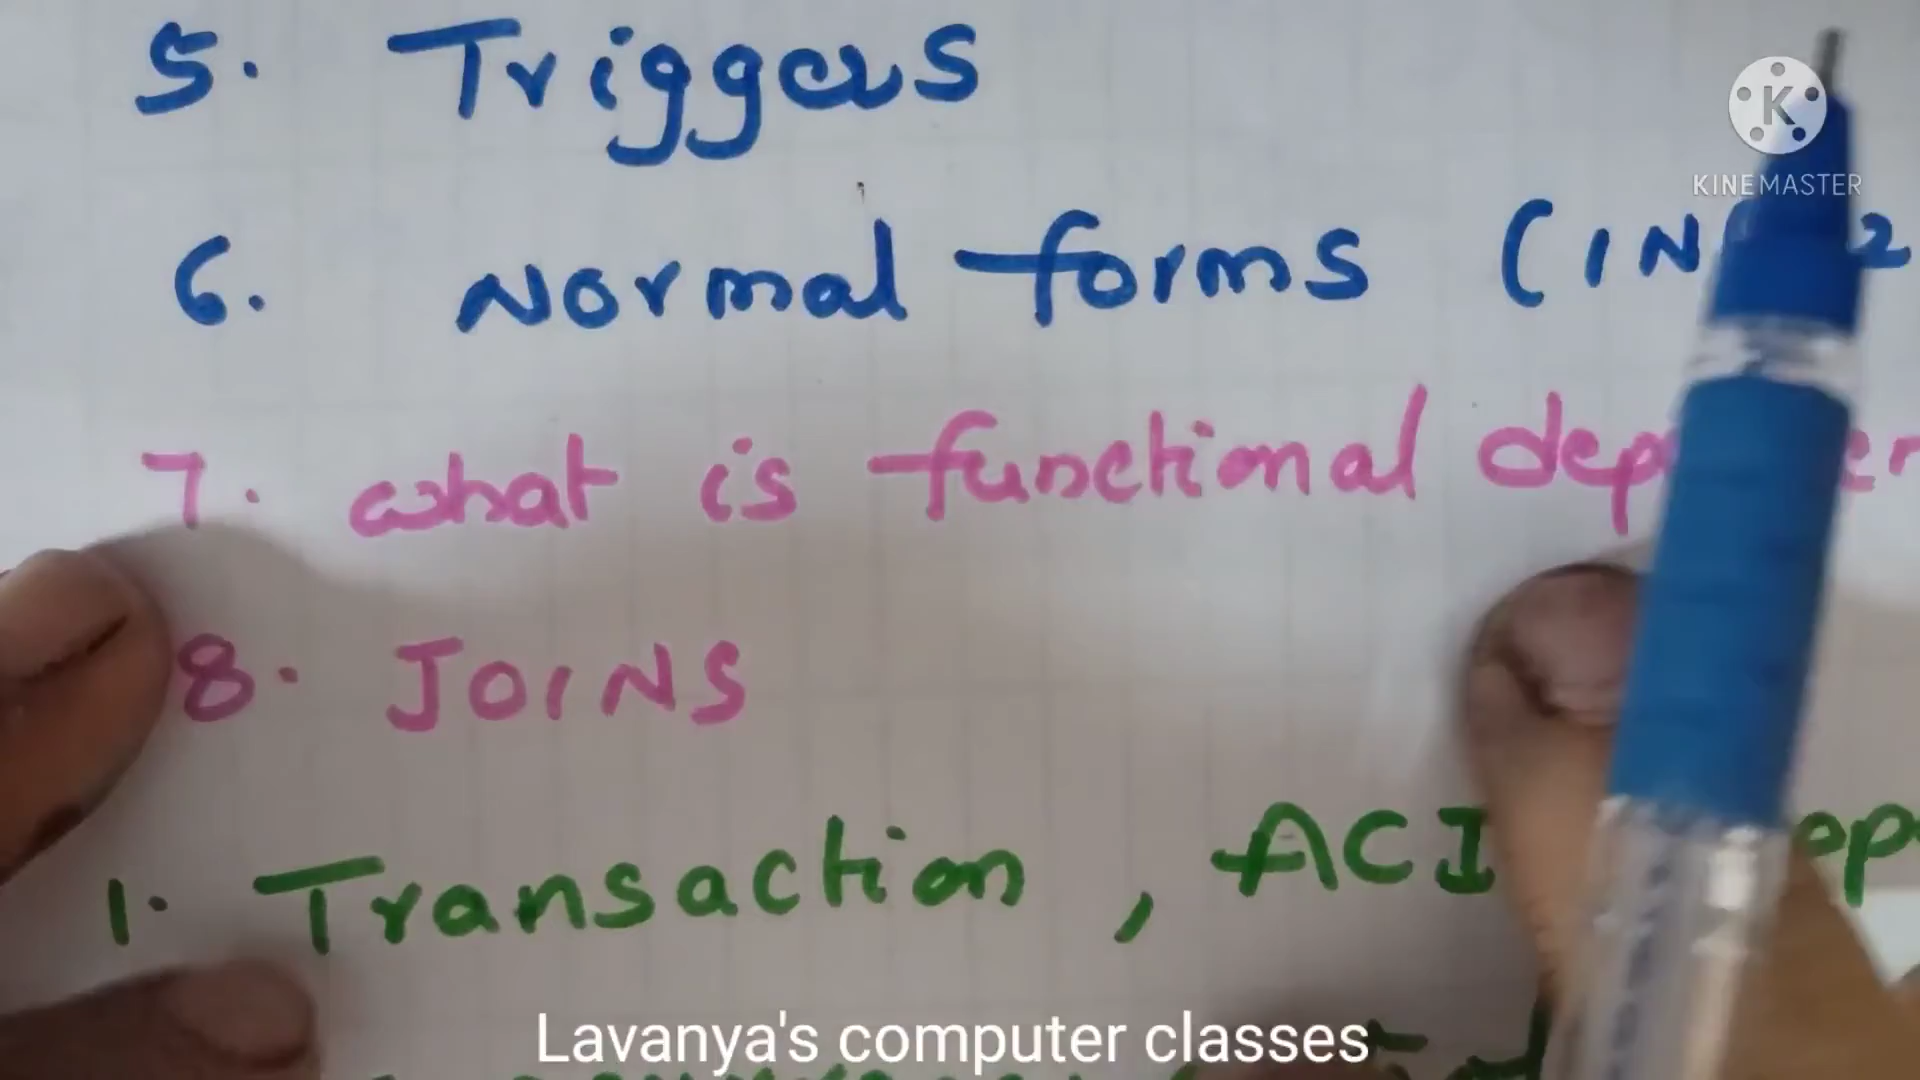 5. Triggers
KINEMASTER
6. Normal forms (1N 2
7. what is functional dep
8. JOINS
1. Transaction, ACI
Lavanya's computer classes